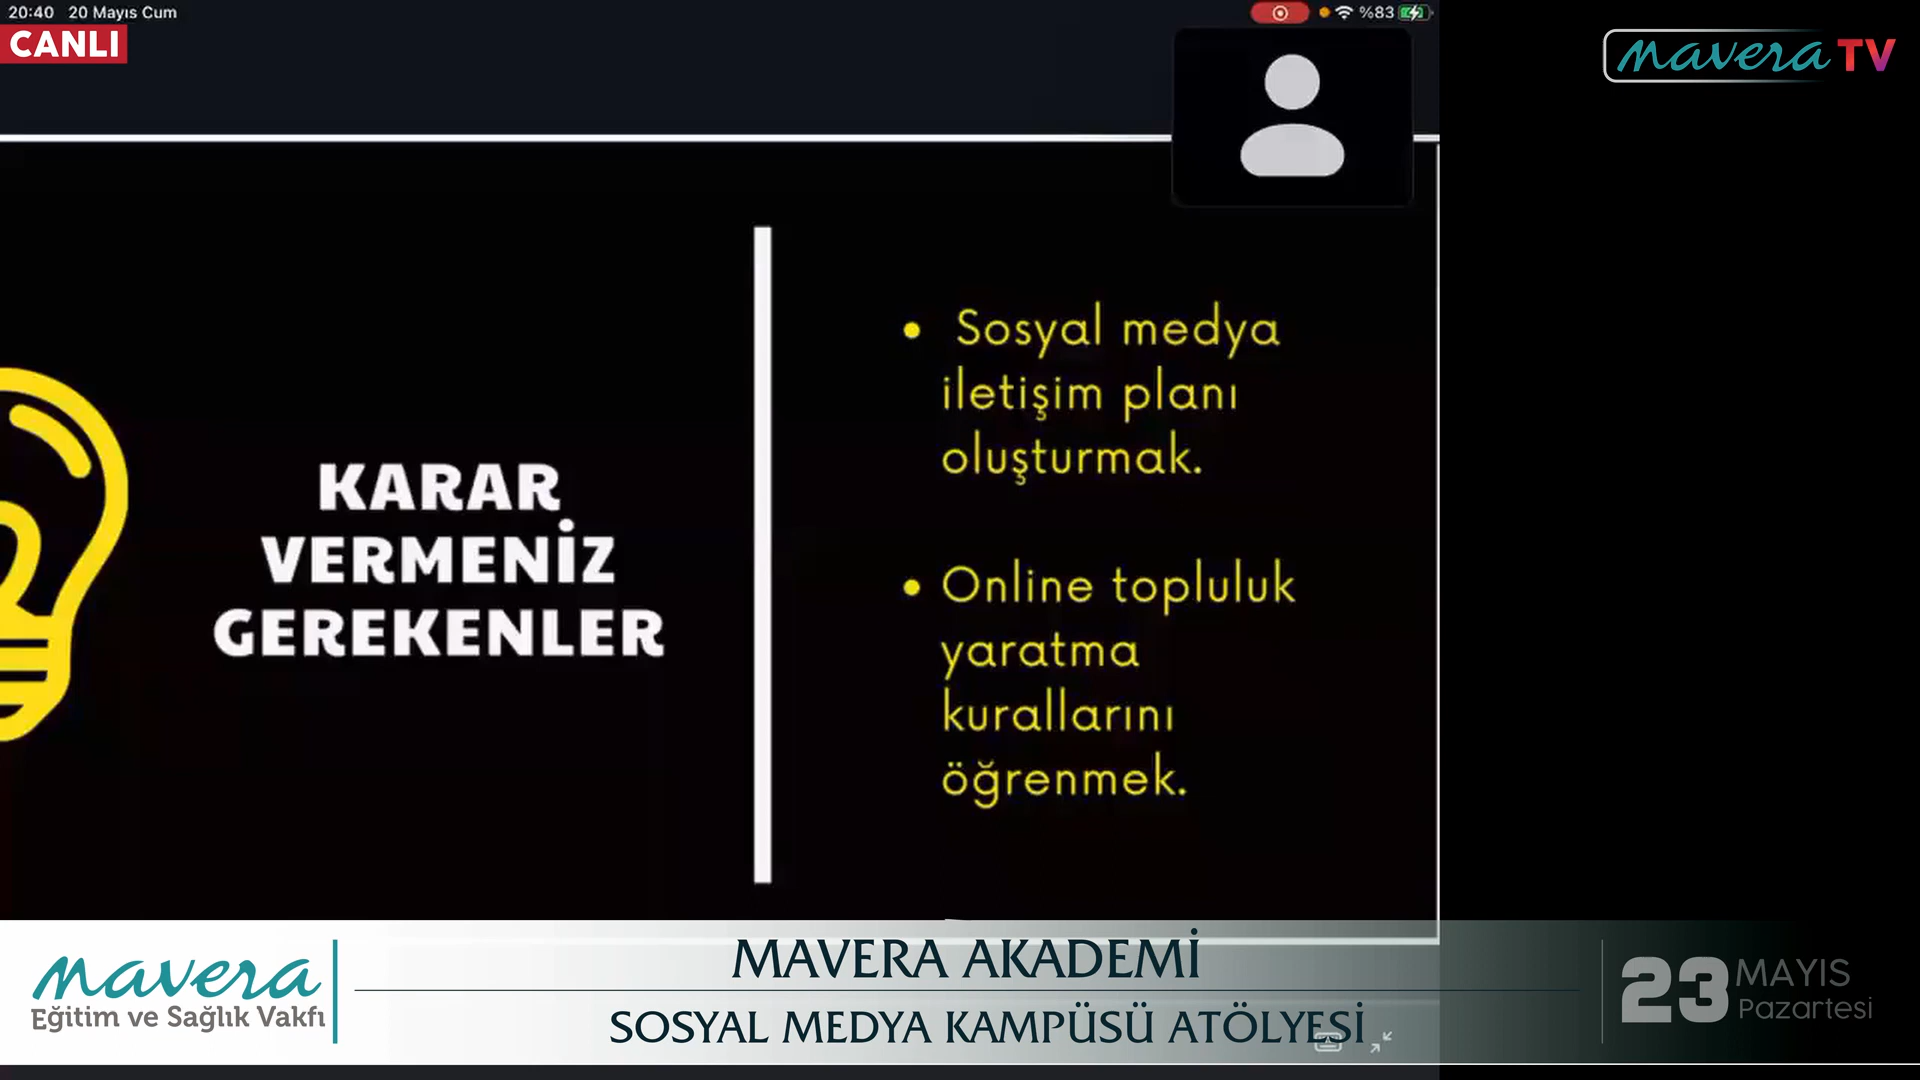 20:40 20 Mayıs Cum
%83
CANLI
mavera TV
KARAR
VERMENİZ
GEREKENLER
• Sosyal medya
iletişim planı
oluşturmak.
• Online topluluk
yaratma
kurallarını
öğrenmek.
mavera
Eğitim ve Sağlık Vakfı
MAVERA AKADEMİ
SOSYAL MEDYA KAMPÜSÜ ATÖLYESİ
23 MAYIS
Pazartesi